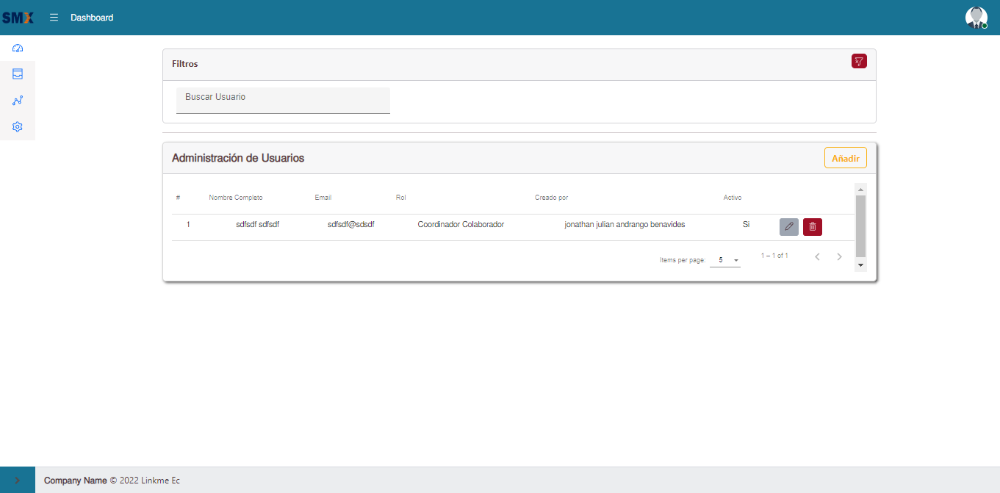 SMX Dashboard
Filtros
Buscar Usuario
Administración de Usuarios Añadir
# Nombre Completo Email Rol Creado por Activo
1 sdfsdf sdfsdf sdfsdf@sdsdf Coordinador Colaborador jonathan julian andrango benavides Si
Items per page: 5 1 – 1 of 1
Company Name © 2022 Linkme Ec